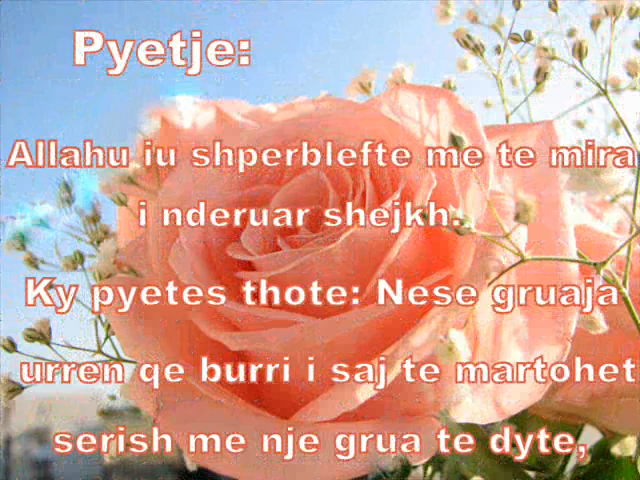 Pyetje:
Allahu iu shperblefte me te mira
i nderuar shejkh.
Ky pyetes thote: Nese gruaja
urren qe burri i saj te martohet
serish me nje grua te dyte,